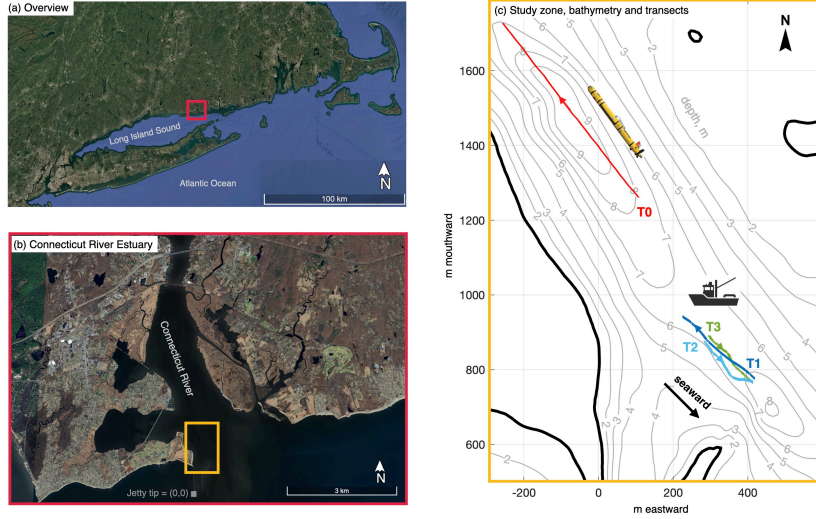 (a) Overview
Long Island Sound
Atlantic Ocean
N
100 km
(b) Connecticut River Estuary
Connecticut River
Jetty tip = (0,0)
N
3 km
(c) Study zone, bathymetry and transects
N
depth, m
T0
T3
T2
T1
seaward
1600
1400
1200
1000
800
600
m mouthward
-200
0
200
400
m eastward